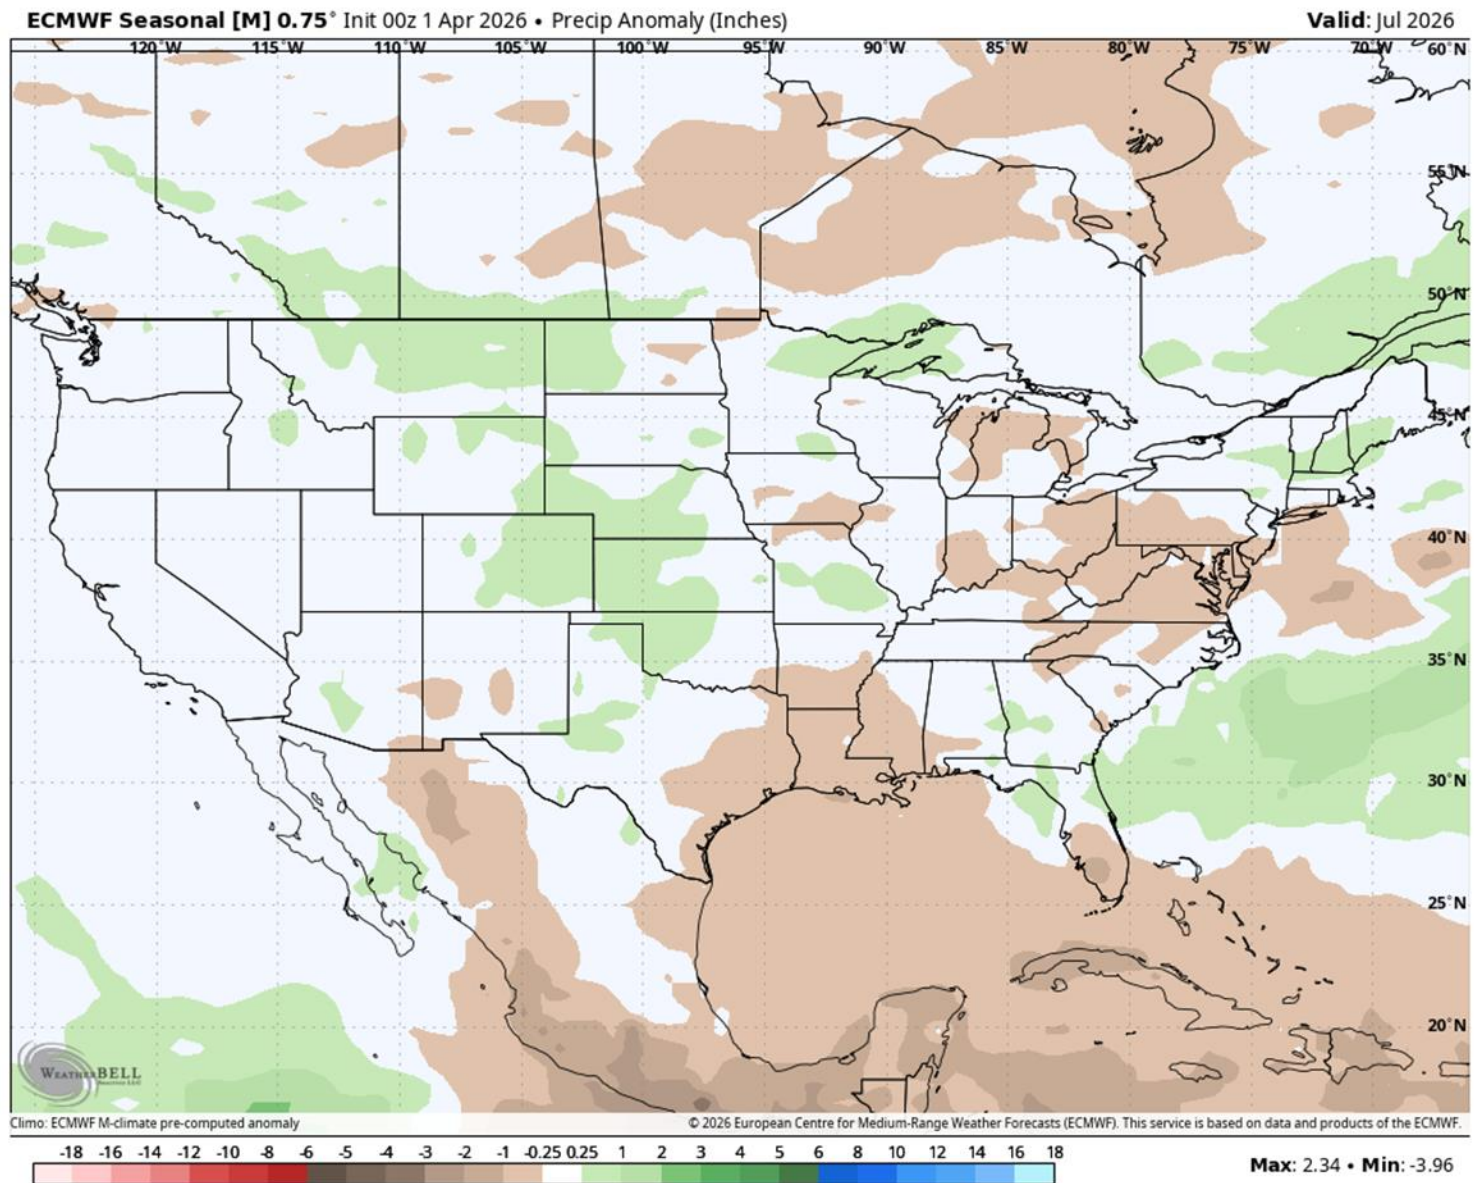 ECMWF Seasonal [M] 0.75° Init 00z 1 Apr 2026 • Precip Anomaly (Inches)
Valid: Jul 2026
120°W 115°W 110°W 105°W 100°W 95°W 90°W 85°W 80°W 75°W 70°W 60°N
55°N
50°N
45°N
40°N
35°N
30°N
25°N
20°N
WEATHERBELL
Climo: ECMWF M-climate pre-computed anomaly
© 2026 European Centre for Medium-Range Weather Forecasts (ECMWF). This service is based on data and products of the ECMWF.
-18 -16 -14 -12 -10 -8 -6 -5 -4 -3 -2 -1 -0.25 0.25 1 2 3 4 5 6 8 10 12 14 16 18
Max: 2.34 • Min: -3.96